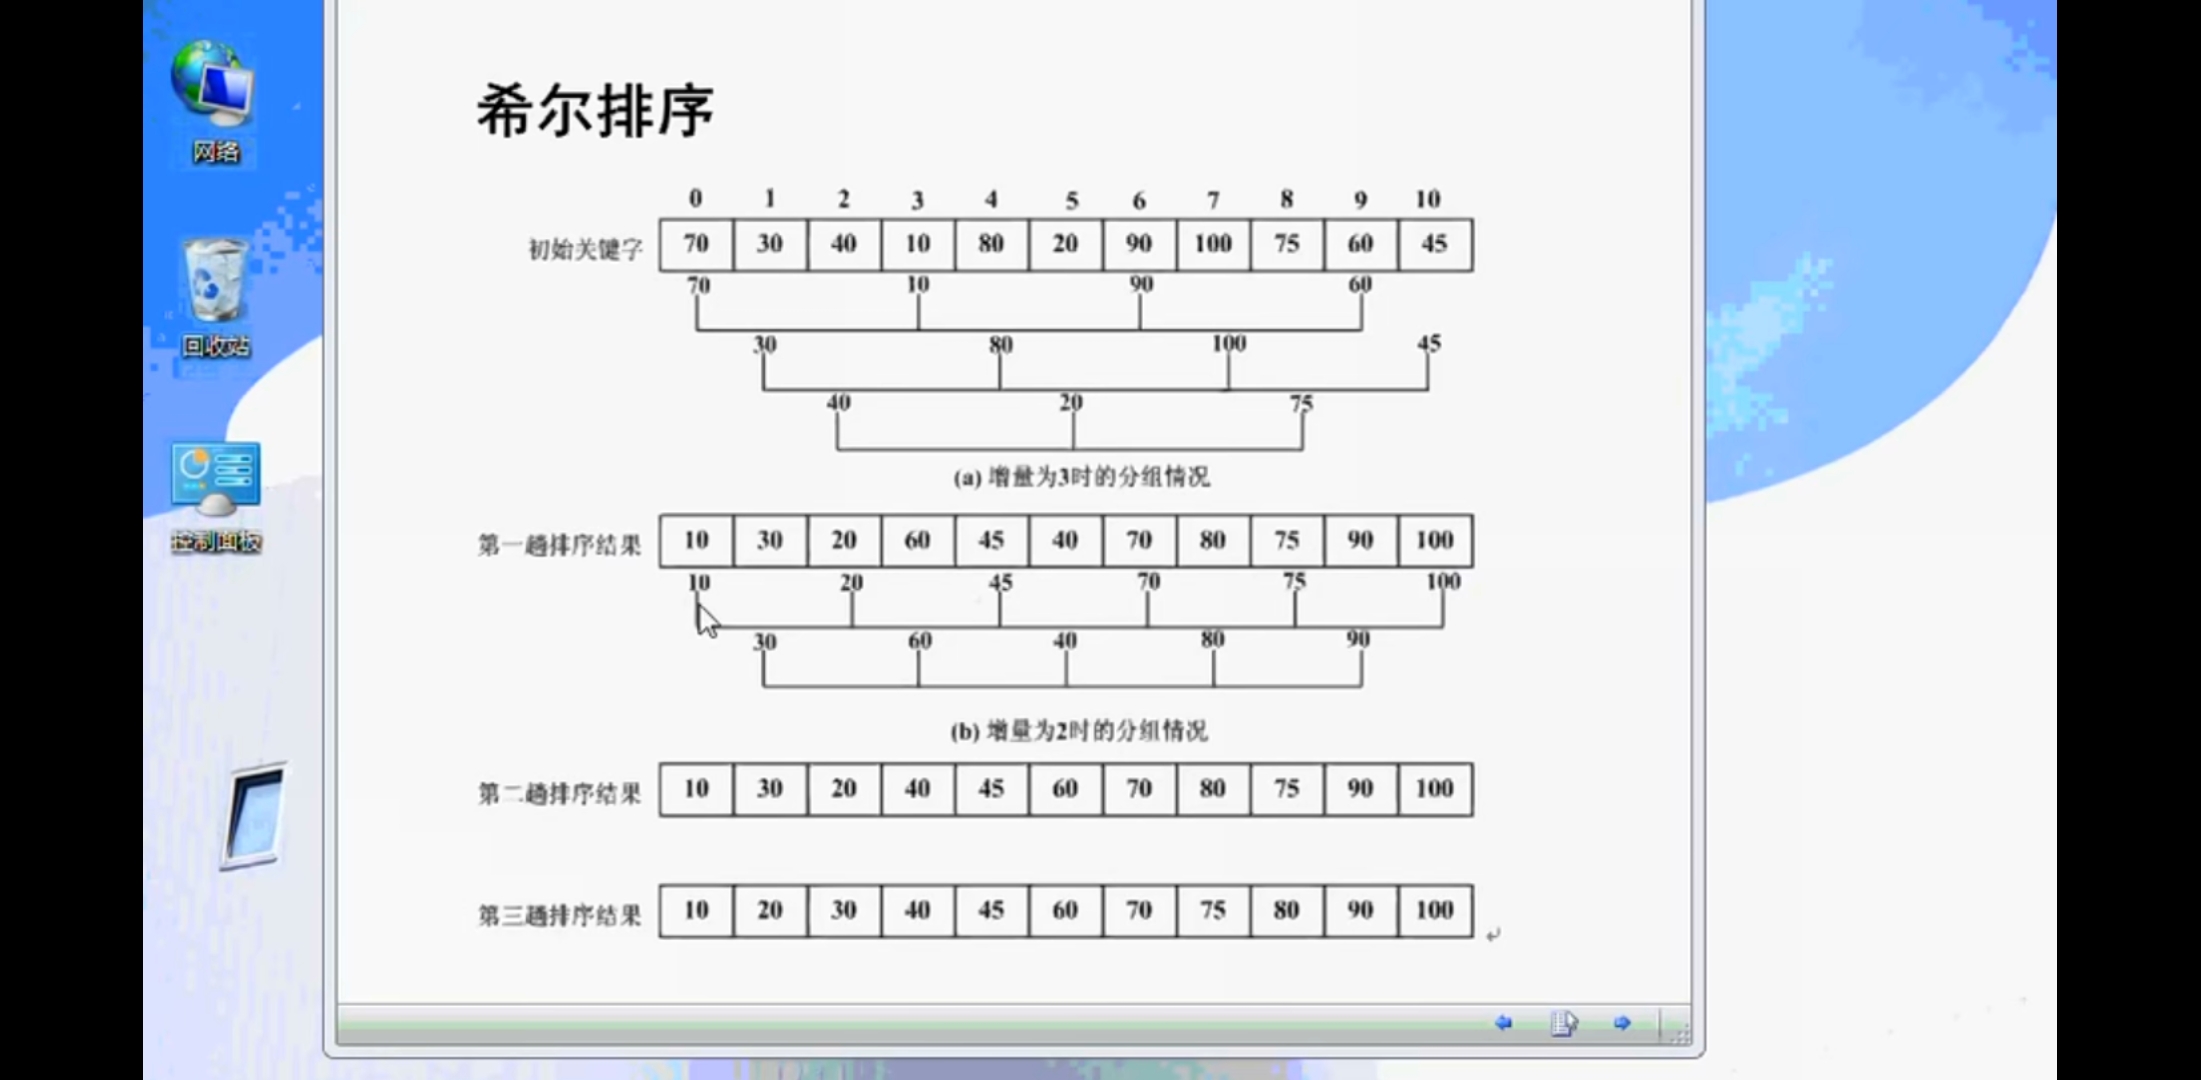 网络
回收站
控制面板
希尔排序
0 1 2 3 4 5 6 7 8 9 10
初始关键字 70 30 40 10 80 20 90 100 75 60 45
70 10 90 60
30 80 100 45
40 20 75
(a) 增量为3时的分组情况
第一趟排序结果 10 30 20 60 45 40 70 80 75 90 100
10 20 45 70 75 100
30 60 40 80 90
(b) 增量为2时的分组情况
第二趟排序结果 10 30 20 40 45 60 70 80 75 90 100
第三趟排序结果 10 20 30 40 45 60 70 75 80 90 100